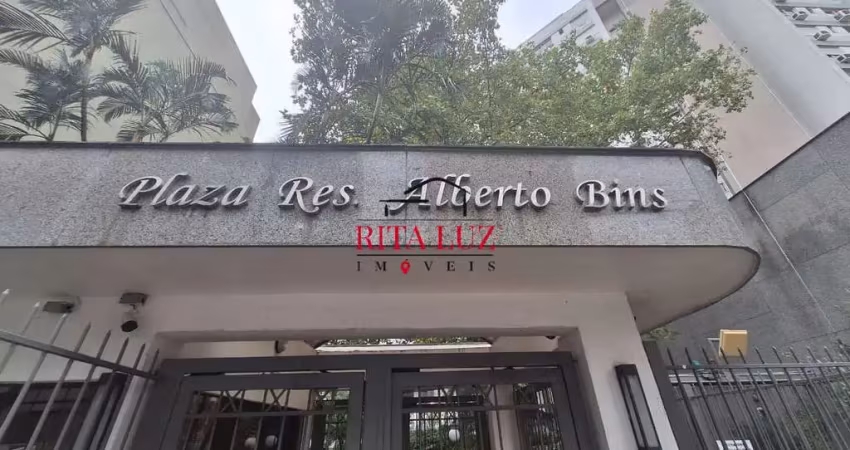 Plaza Res. Alberto Bins
RITA LUZ
IMÓVEIS